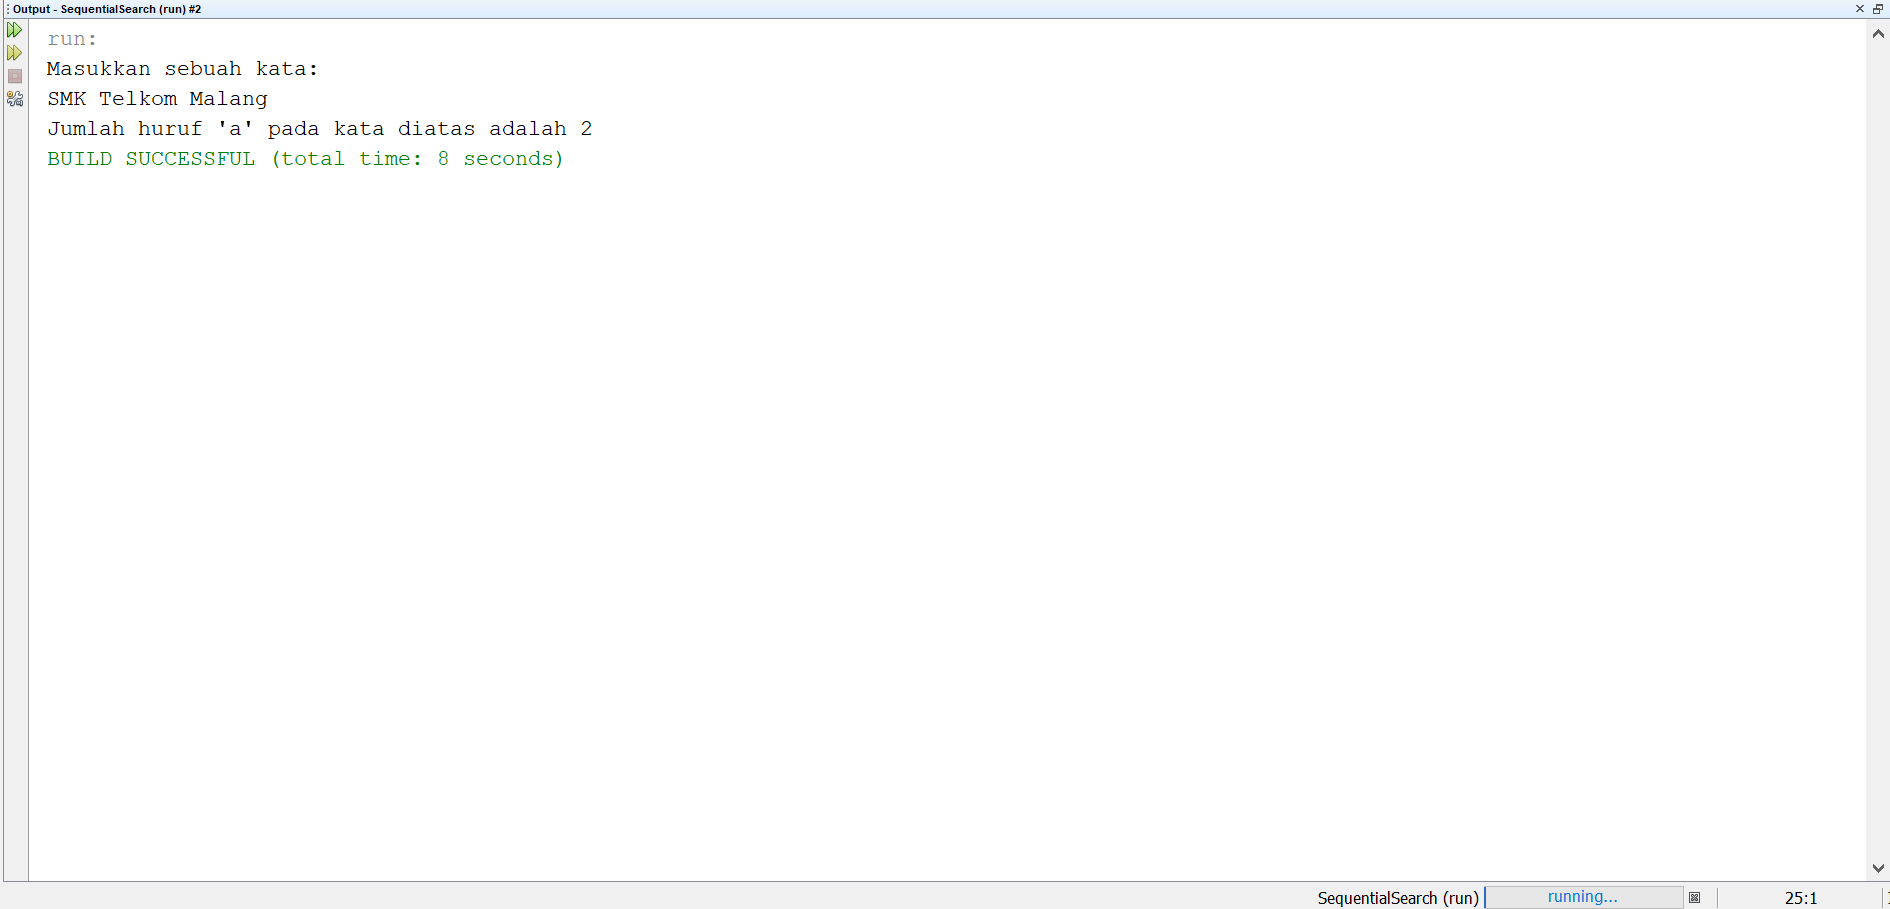 Output - SequentialSearch (run) #2
run:
Masukkan sebuah kata:
SMK Telkom Malang
Jumlah huruf 'a' pada kata diatas adalah 2
BUILD SUCCESSFUL (total time: 8 seconds)
SequentialSearch (run) running... 25:1